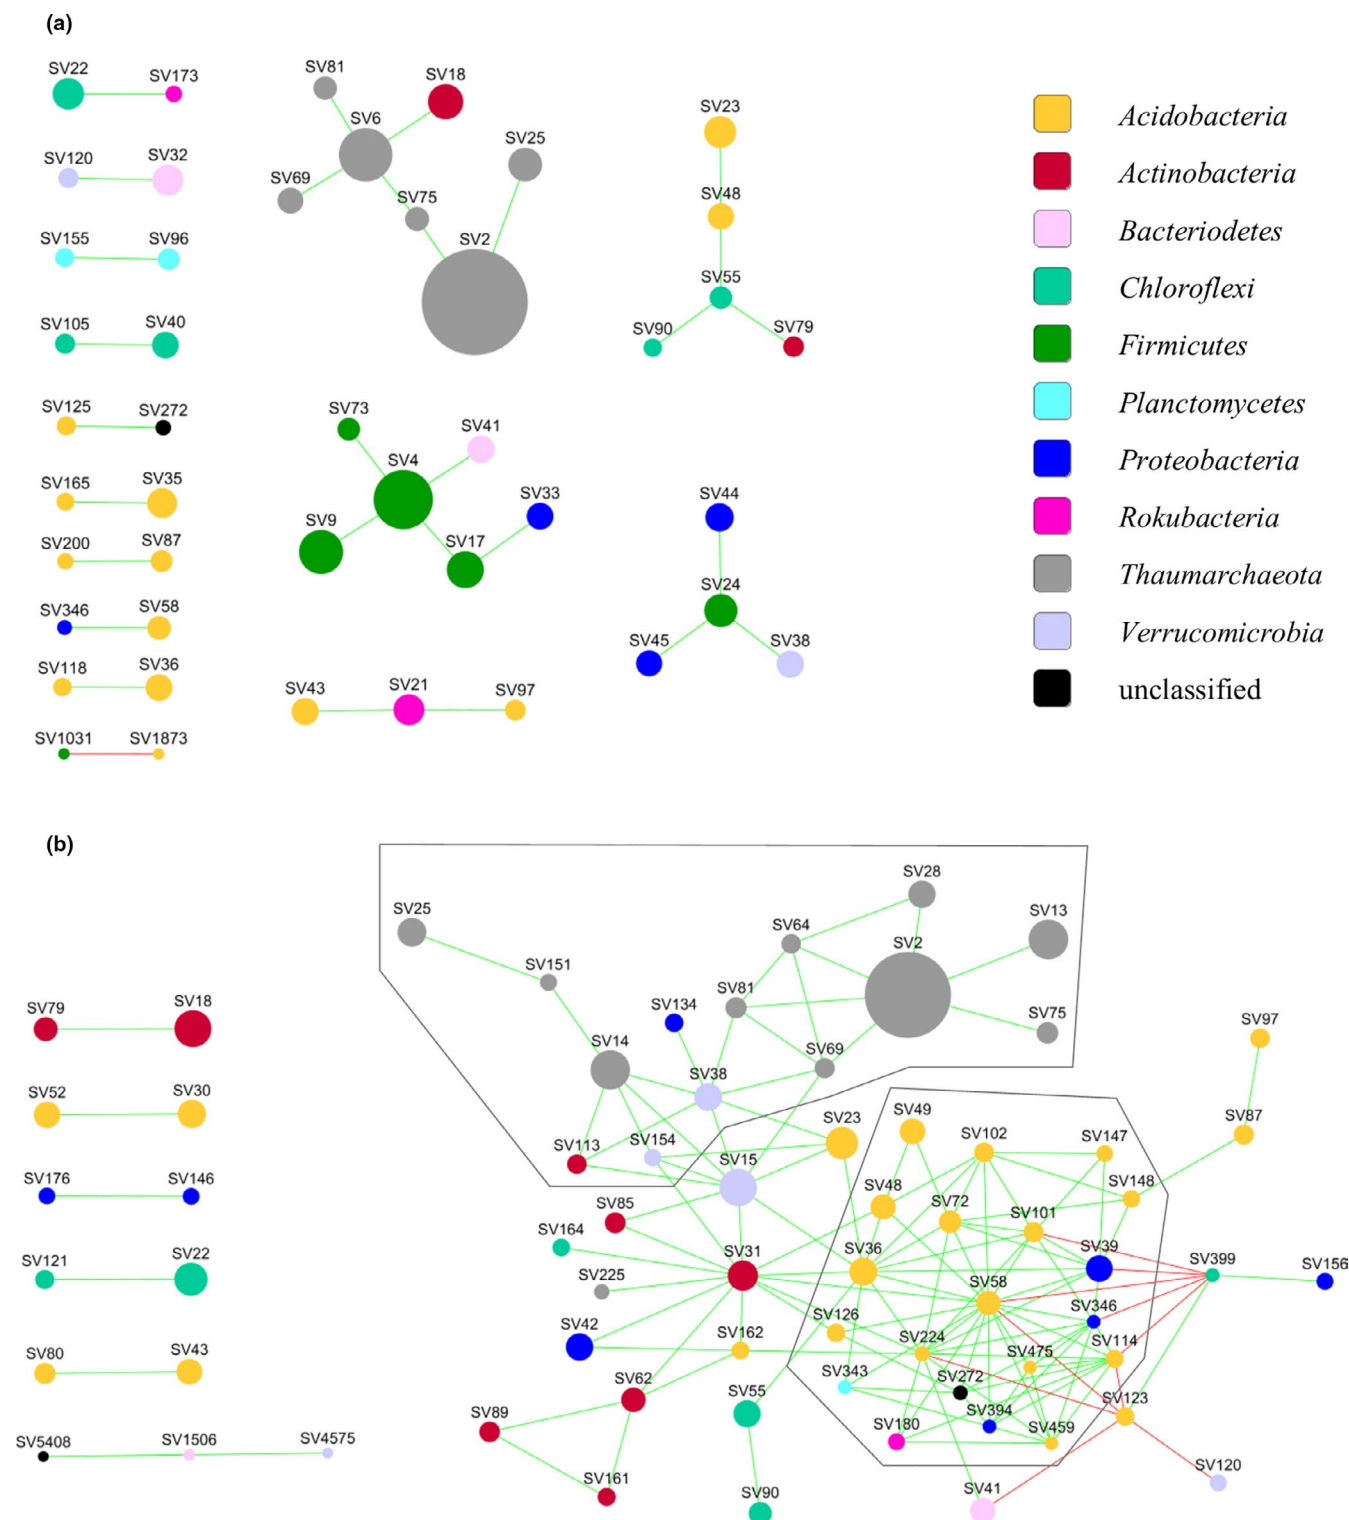 (a)
SV22
SV173
SV120
SV32
SV155
SV96
SV105
SV40
SV125
SV272
SV165
SV35
SV200
SV87
SV346
SV58
SV118
SV36
SV1031
SV1873
SV81
SV18
SV6
SV25
SV69
SV75
SV2
SV73
SV41
SV4
SV33
SV9
SV17
SV43
SV21
SV97
SV23
SV48
SV55
SV90
SV79
SV44
SV24
SV45
SV38
Acidobacteria
Actinobacteria
Bacteriodetes
Chloroflexi
Firmicutes
Planctomycetes
Proteobacteria
Rokubacteria
Thaumarchaeota
Verrucomicrobia
unclassified
(b)
SV79
SV18
SV52
SV30
SV176
SV146
SV121
SV22
SV80
SV43
SV5408
SV1506
SV4575
SV28
SV25
SV13
SV64
SV2
SV151
SV81
SV134
SV75
SV97
SV14
SV69
SV38
SV23
SV49
SV87
SV113
SV154
SV15
SV102
SV147
SV148
SV85
SV48
SV72
SV101
SV164
SV31
SV36
SV39
SV399
SV156
SV225
SV58
SV42
SV162
SV126
SV346
SV224
SV475
SV114
SV343
SV272
SV62
SV55
SV394
SV123
SV89
SV180
SV459
SV161
SV90
SV41
SV120